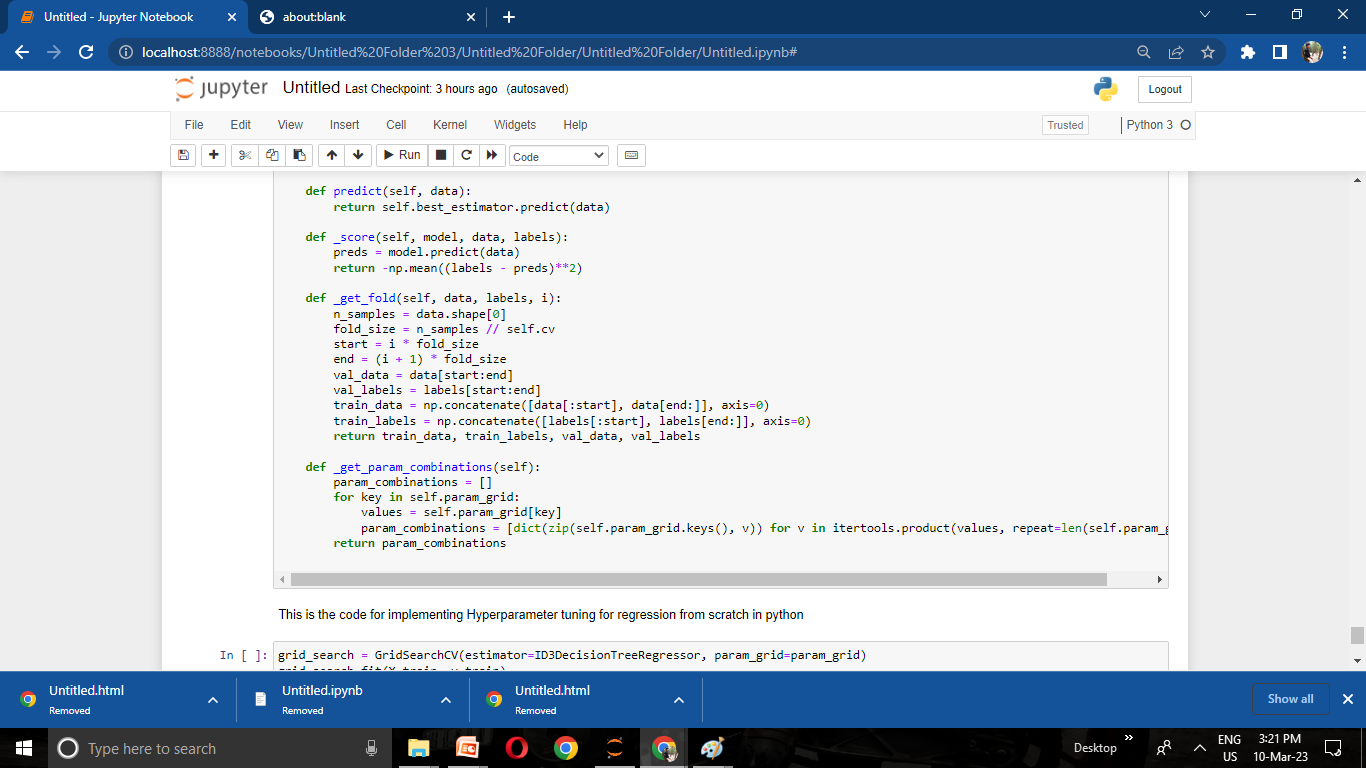 Untitled - Jupyter Notebook
about:blank
localhost:8888/notebooks/Untitled%20Folder%203/Untitled%20Folder/Untitled%20Folder/Untitled.ipynb#
jupyter Untitled Last Checkpoint: 3 hours ago (autosaved)
Logout
File Edit View Insert Cell Kernel Widgets Help
Trusted
Python 3
Run
Code
def predict(self, data):
return self.best_estimator.predict(data)
def _score(self, model, data, labels):
preds = model.predict(data)
return -np.mean((labels - preds)**2)
def _get_fold(self, data, labels, i):
n_samples = data.shape[0]
fold_size = n_samples // self.cv
start = i * fold_size
end = (i + 1) * fold_size
val_data = data[start:end]
val_labels = labels[start:end]
train_data = np.concatenate([data[:start], data[end:]], axis=0)
train_labels = np.concatenate([labels[:start], labels[end:]], axis=0)
return train_data, train_labels, val_data, val_labels
def _get_param_combinations(self):
param_combinations = []
for key in self.param_grid:
values = self.param_grid[key]
param_combinations = [dict(zip(self.param_grid.keys(), v)) for v in itertools.product(values, repeat=len(self.param_g
return param_combinations
This is the code for implementing Hyperparameter tuning for regression from scratch in python
In [ ]: grid_search = GridSearchCV(estimator=ID3DecisionTreeRegressor, param_grid=param_grid)
Untitled.html
Removed
Untitled.ipynb
Removed
Untitled.html
Removed
Show all
Type here to search
Desktop
ENG
US
3:21 PM
10-Mar-23